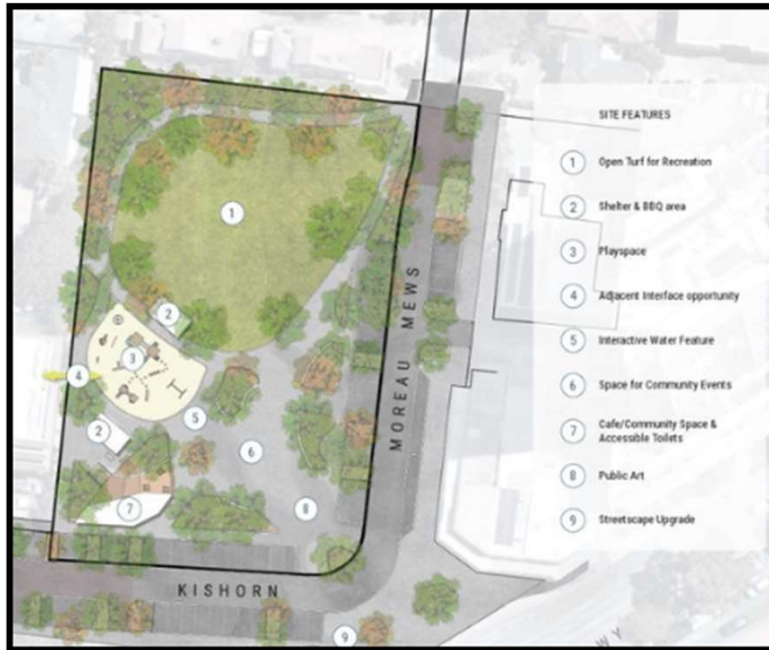 SITE FEATURES
1 Open Turf for Recreation
2 Shelter & BBQ area
3 Playspace
4 Adjacent Interface opportunity
5 Interactive Water Feature
6 Space for Community Events
7 Cafe/Community Space &
Accessible Toilets
8 Public Art
9 Streetscape Upgrade
1
2
3
4
5
2
6
7
8
MOREAU MEWS
KISHORN
9
WY